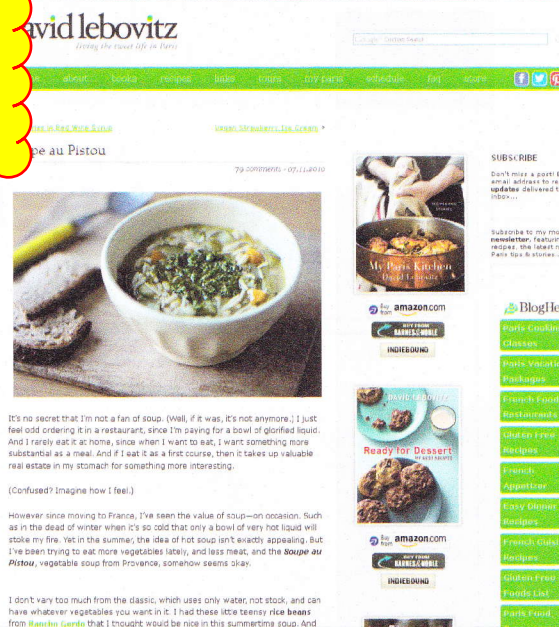 avid lebovitz
living the sweet life in Paris
about... books recipes links tours my paris schedule faq store
Vegan Strawberry Ice Cream »
pe au Pistou
79 comments - 07.11.2010
It's no secret that I'm not a fan of soup. (Well, if it was, it's not anymore.) I just
feel odd ordering it in a restaurant, since I'm paying for a bowl of glorified liquid.
And I rarely eat it at home, since when I want to eat, I want something more
substantial as a meal. And if I eat it as a first course, then it takes up valuable
real estate in my stomach for something more interesting.
(Confused? Imagine how I feel.)
However since moving to France, I've seen the value of soup—on occasion. Such
as in the dead of winter when it's so cold that only a bowl of very hot liquid will
stoke my fire. Yet in the summer, the idea of hot soup isn't exactly appealing. But
I've been trying to eat more vegetables lately, and less meat, and the Soupe au
Pistou, vegetable soup from Provence, somehow seems okay.
I don't vary too much from the classic, which uses only water, not stock, and can
have whatever vegetables you want in it. I had these little teensy rice beans
from Rancho Gordo that I thought would be nice in this summertime soup. And
My Paris Kitchen
David Lebovitz
Buy from amazon.com
BUY FROM
BARNES&NOBLE
INDIEBOUND
DAVID LEBOVITZ
Ready for Dessert
MY BEST RECIPES
Buy from amazon.com
BUY FROM
BARNES&NOBLE
INDIEBOUND
SUBSCRIBE
Don't miss a post!
email address to re
updates delivered t
inbox...
Subscribe to my mo
newsletter, featurin
recipes, the latest
Paris tips & stories
BlogHe
Paris Cooking
Classes
Paris Vacatio
Packages
French Food
Restaurants
Gluten Free
Recipes
French
Appetizer
Easy Dinner
Recipes
French Cuisi
Recipes
Gluten Free
Foods List
Paris Food